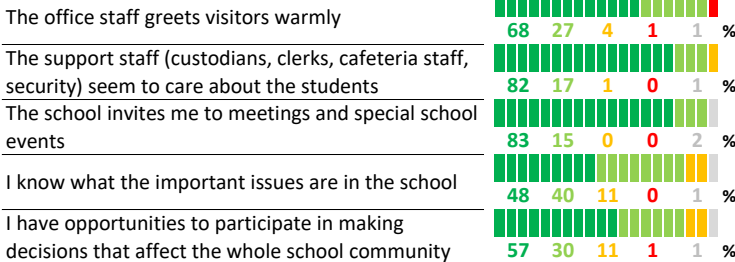 The office staff greets visitors warmly
68 27 4 1 1 %
The support staff (custodians, clerks, cafeteria staff,
security) seem to care about the students
82 17 1 0 1 %
The school invites me to meetings and special school
events
83 15 0 0 2 %
I know what the important issues are in the school
48 40 11 0 1 %
I have opportunities to participate in making
decisions that affect the whole school community
57 30 11 1 1 %